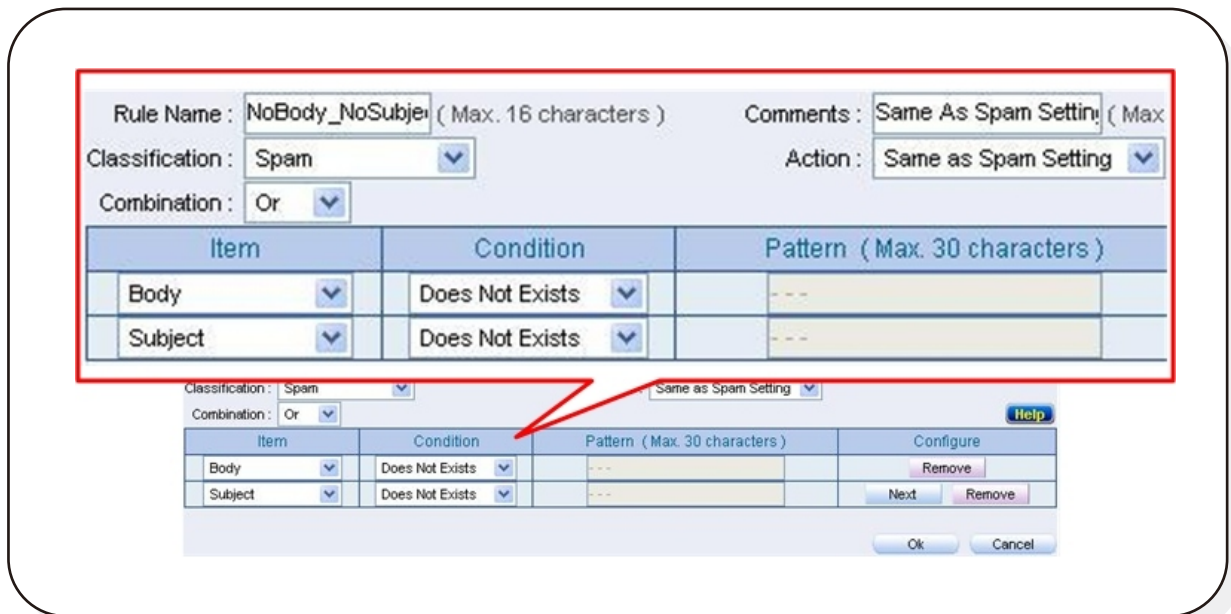 Rule Name : NoBody_NoSubje ( Max. 16 characters ) Comments : Same As Spam Settin ( Max
Classification : Spam Action : Same as Spam Setting
Combination : Or
Item Condition Pattern ( Max. 30 characters )
Body Does Not Exists - - -
Subject Does Not Exists - - -
Classification : Spam : Same as Spam Setting
Combination : Or Help
Item Condition Pattern ( Max. 30 characters ) Configure
Body Does Not Exists - - - Remove
Subject Does Not Exists - - - Next Remove
Ok Cancel